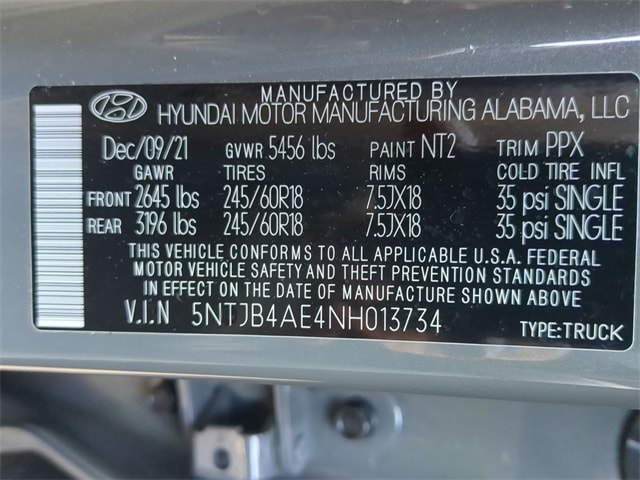 MANUFACTURED BY
HYUNDAI MOTOR MANUFACTURING ALABAMA, LLC
Dec/09/21 GVWR 5456 lbs PAINT NT2 TRIM PPX
GAWR TIRES RIMS COLD TIRE INFL
FRONT 2645 lbs 245/60R18 7.5JX18 35 psi SINGLE
REAR 3196 lbs 245/60R18 7.5JX18 35 psi SINGLE
THIS VEHICLE CONFORMS TO ALL APPLICABLE U.S.A. FEDERAL
MOTOR VEHICLE SAFETY AND THEFT PREVENTION STANDARDS
IN EFFECT ON THE DATE OF MANUFACTURE SHOWN ABOVE
V.I.N 5NTJB4AE4NH013734 TYPE:TRUCK